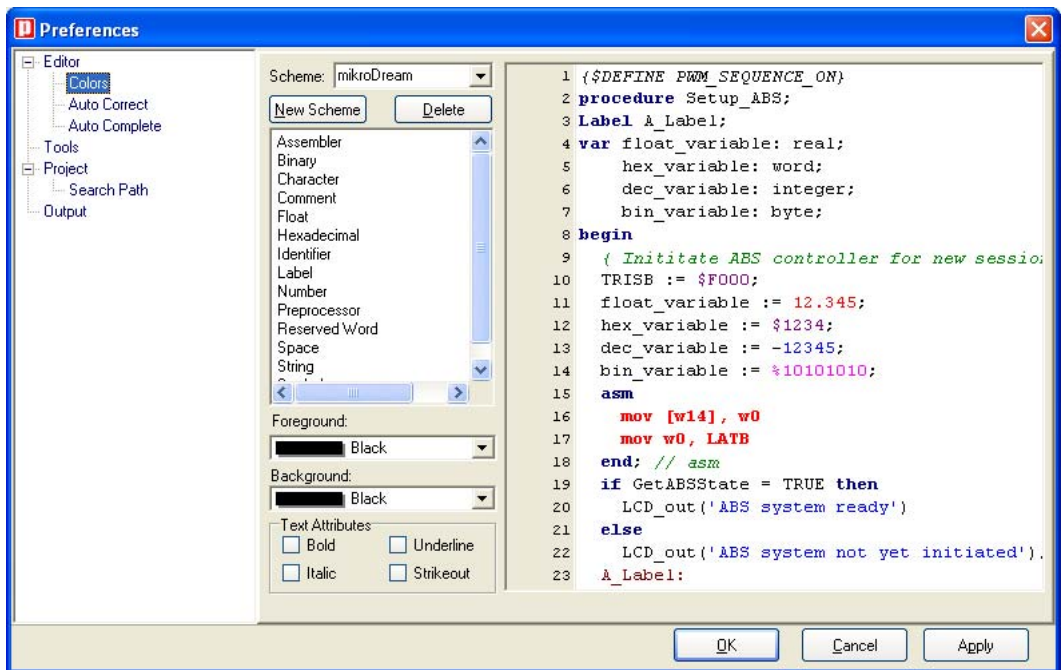 Preferences
Editor
Colors
Auto Correct
Auto Complete
Tools
Project
Search Path
Output
Scheme: mikroDream
New Scheme Delete
Assembler
Binary
Character
Comment
Float
Hexadecimal
Identifier
Label
Number
Preprocessor
Reserved Word
Space
String
Foreground:
Black
Background:
Black
Text Attributes
Bold Underline
Italic Strikeout
1 {$DEFINE PWM_SEQUENCE_ON}
2 procedure Setup_ABS;
3 Label A_Label;
4 var float_variable: real;
5 hex_variable: word;
6 dec_variable: integer;
7 bin_variable: byte;
8 begin
9 { Inititate ABS controller for new session
10 TRISB := $F000;
11 float_variable := 12.345;
12 hex_variable := $1234;
13 dec_variable := -12345;
14 bin_variable := %10101010;
15 asm
16 mov [w14], w0
17 mov w0, LATB
18 end; // asm
19 if GetABSState = TRUE then
20 LCD_out('ABS system ready')
21 else
22 LCD_out('ABS system not yet initiated').
23 A_Label:
OK Cancel Apply